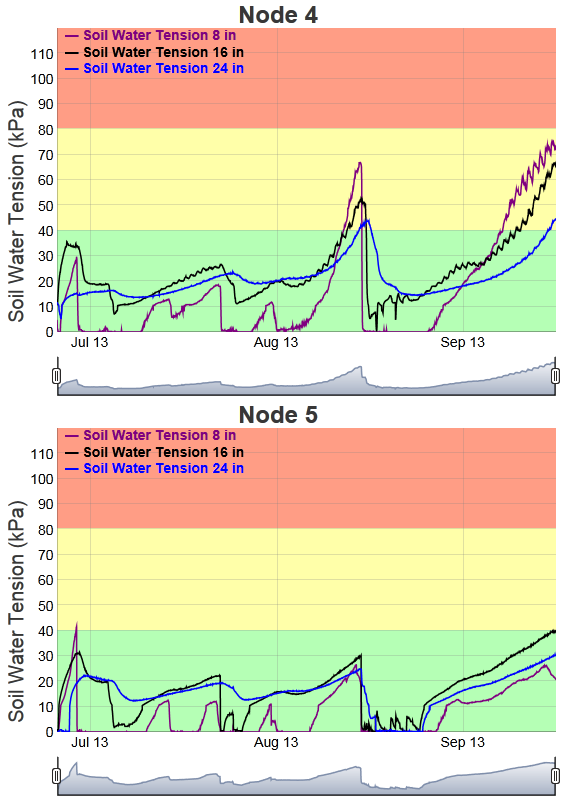 Node 4
— Soil Water Tension 8 in
— Soil Water Tension 16 in
— Soil Water Tension 24 in
Soil Water Tension (kPa)
110
100
90
80
70
60
50
40
30
20
10
0
Jul 13 Aug 13 Sep 13
Node 5
— Soil Water Tension 8 in
— Soil Water Tension 16 in
— Soil Water Tension 24 in
Soil Water Tension (kPa)
110
100
90
80
70
60
50
40
30
20
10
0
Jul 13 Aug 13 Sep 13